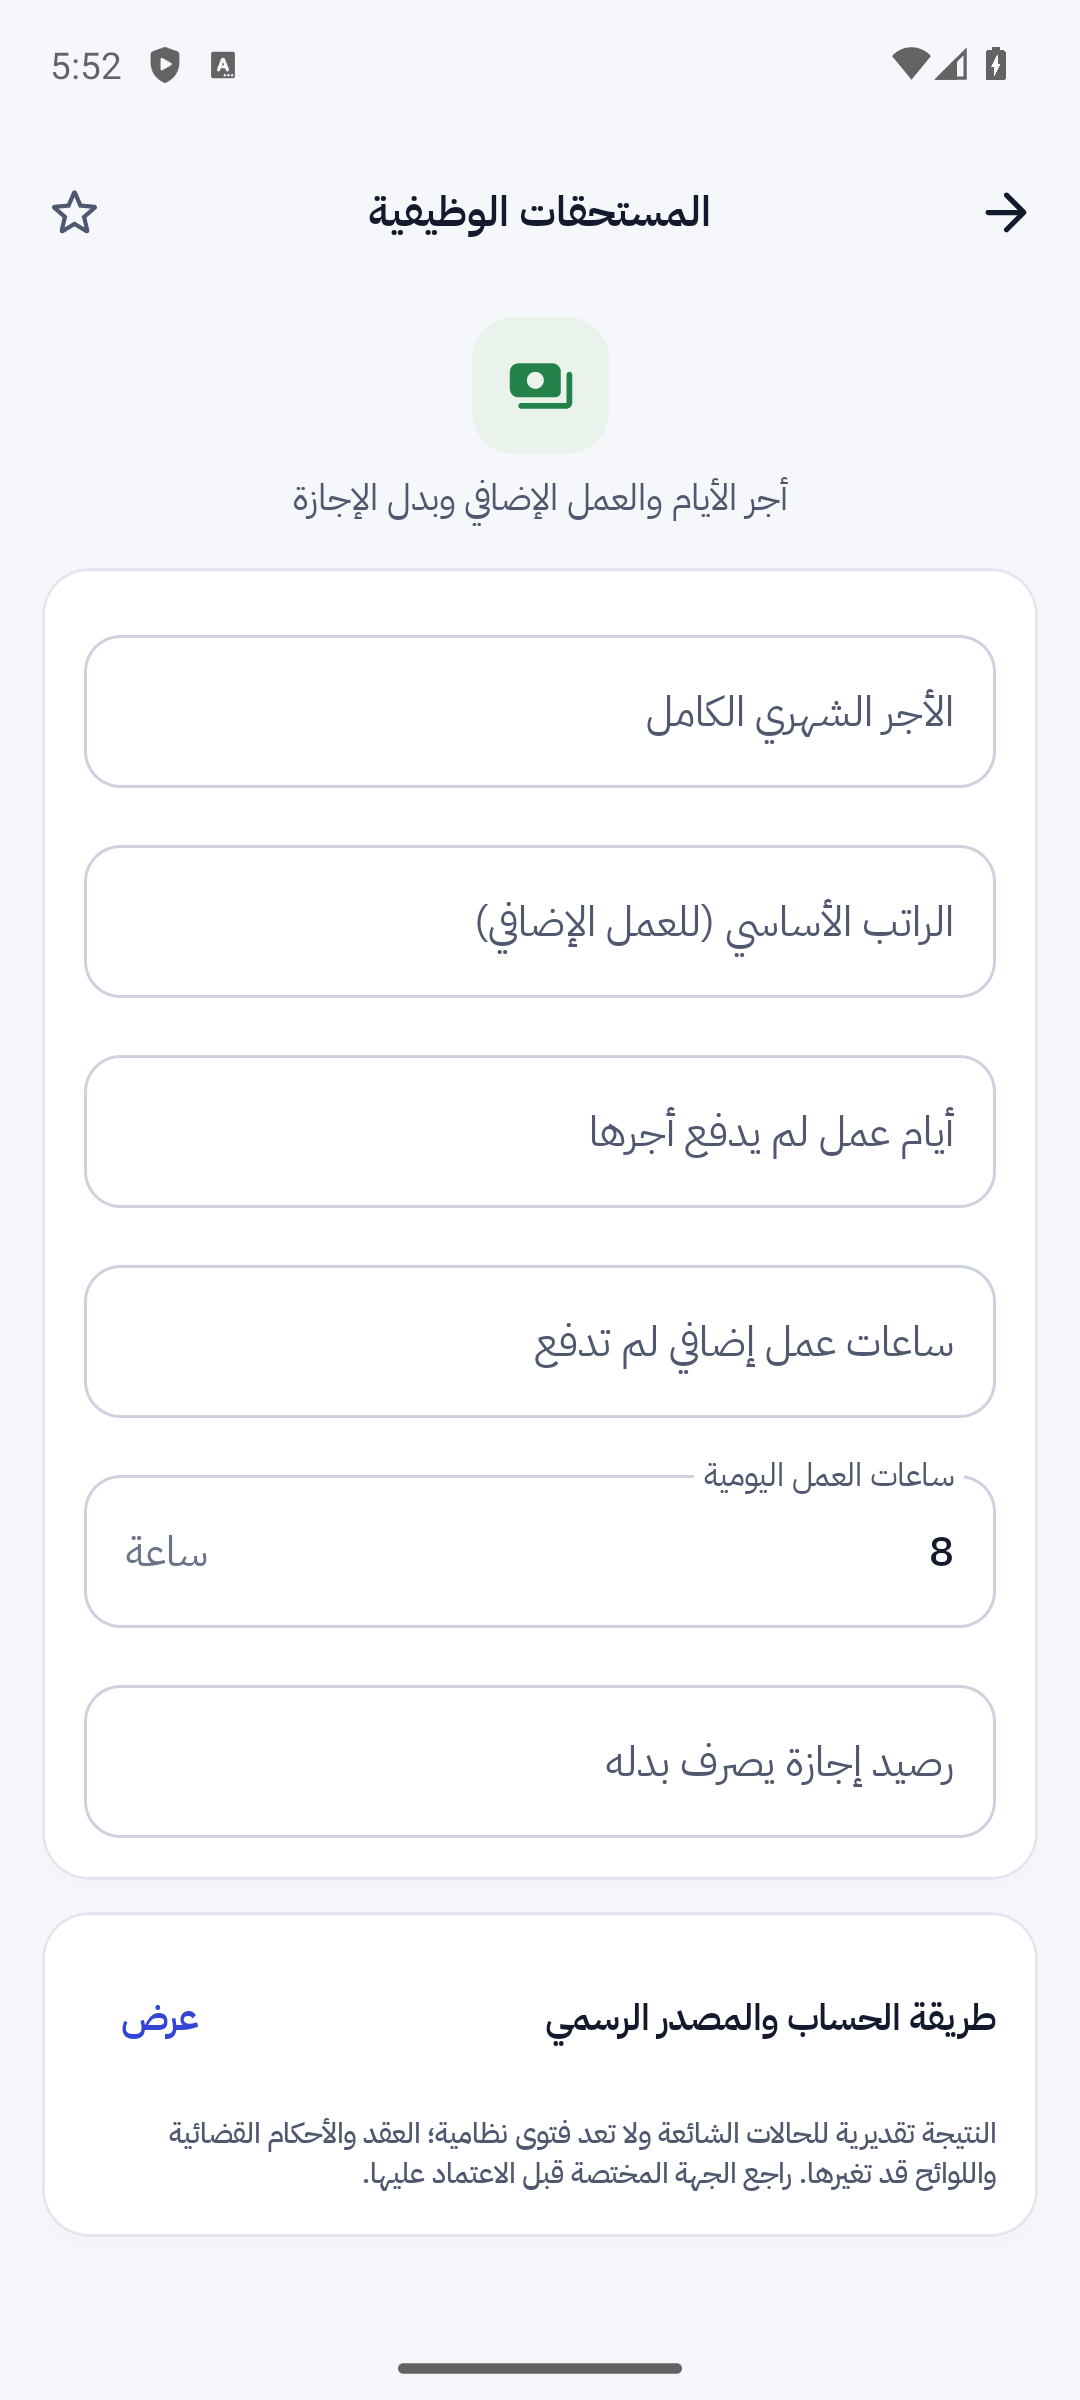 5:52
المستحقات الوظيفية
أجر الأيام والعمل الإضافي وبدل الإجازة
الأجر الشهري الكامل
الراتب الأساسي (للعمل الإضافي)
أيام عمل لم يدفع أجرها
ساعات عمل إضافي لم تدفع
ساعات العمل اليومية
8 ساعة
رصيد إجازة يصرف بدله
طريقة الحساب والمصدر الرسمي عرض
النتيجة تقديرية للحالات الشائعة ولا تعد فتوى نظامية؛ العقد والأحكام القضائية
واللوائح قد تغيرها. راجع الجهة المختصة قبل الاعتماد عليها.